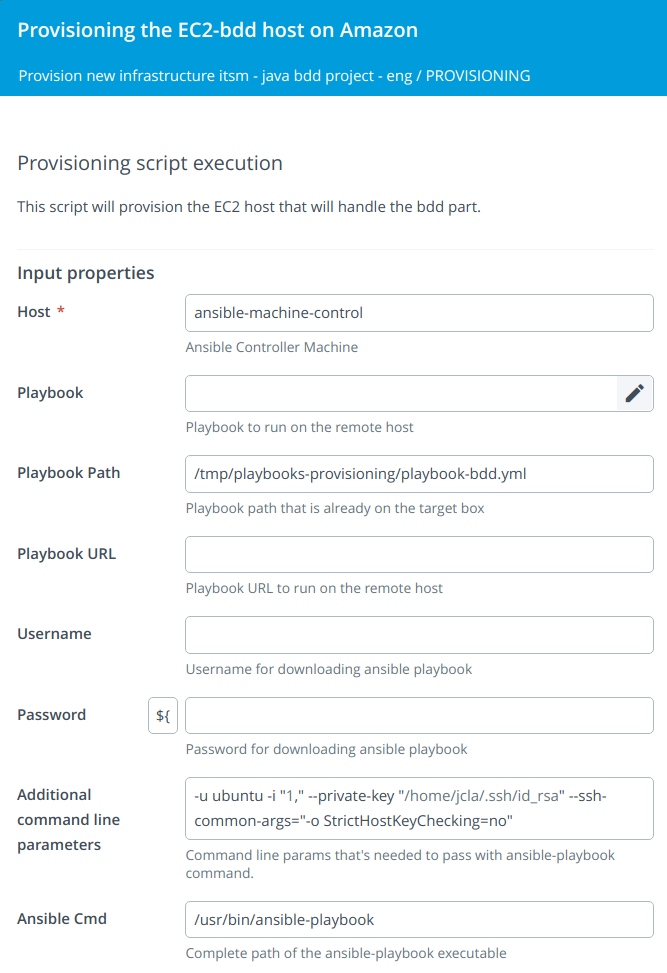 Provisioning the EC2-bdd host on Amazon
Provision new infrastructure itsm - java bdd project - eng / PROVISIONING
Provisioning script execution
This script will provision the EC2 host that will handle the bdd part.
Input properties
Host *
ansible-machine-control
Ansible Controller Machine
Playbook
Playbook to run on the remote host
Playbook Path
/tmp/playbooks-provisioning/playbook-bdd.yml
Playbook path that is already on the target box
Playbook URL
Playbook URL to run on the remote host
Username
Username for downloading ansible playbook
Password
${
Password for downloading ansible playbook
Additional
command line
parameters
-u ubuntu -i "1," --private-key "/home/jcla/.ssh/id_rsa" --ssh-
common-args="-o StrictHostKeyChecking=no"
Command line params that's needed to pass with ansible-playbook
command.
Ansible Cmd
/usr/bin/ansible-playbook
Complete path of the ansible-playbook executable